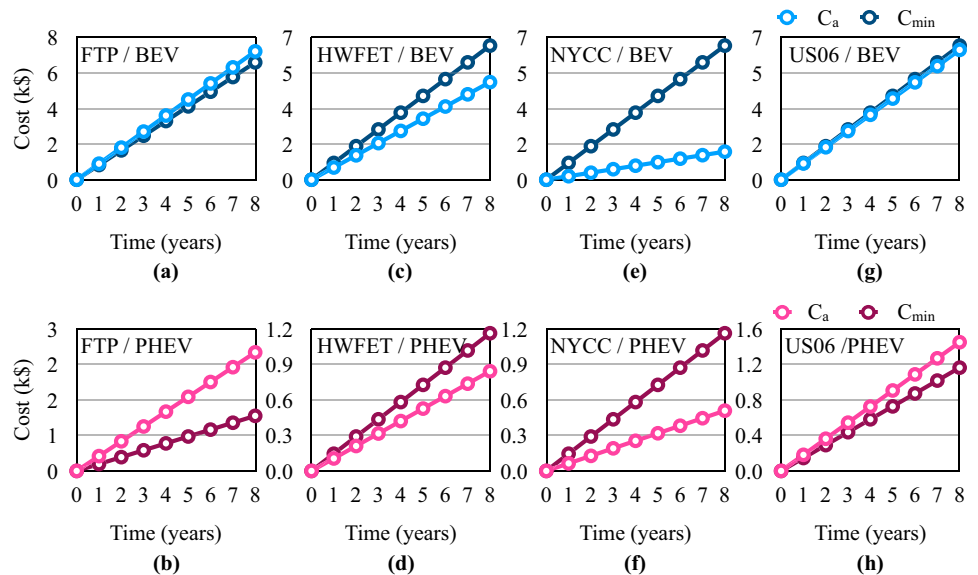 C_a C_min
8 7 7 7
FTP / BEV HWFET / BEV NYCC / BEV US06 / BEV
6 5 5 5
Cost (k$)
4 4 4 4
2 2 2 2
0 0 0 0
0 1 2 3 4 5 6 7 8 0 1 2 3 4 5 6 7 8 0 1 2 3 4 5 6 7 8 0 1 2 3 4 5 6 7 8
Time (years) Time (years) Time (years) Time (years)
(a) (c) (e) (g)
C_a C_min
3 1.2 1.2 1.6
FTP / PHEV HWFET / PHEV NYCC / PHEV US06 /PHEV
2 0.9 0.9 1.2
Cost (k$)
2 0.6 0.6 0.8
1 0.3 0.3 0.4
0 0.0 0.0 0.0
0 1 2 3 4 5 6 7 8 0 1 2 3 4 5 6 7 8 0 1 2 3 4 5 6 7 8 0 1 2 3 4 5 6 7 8
Time (years) Time (years) Time (years) Time (years)
(b) (d) (f) (h)